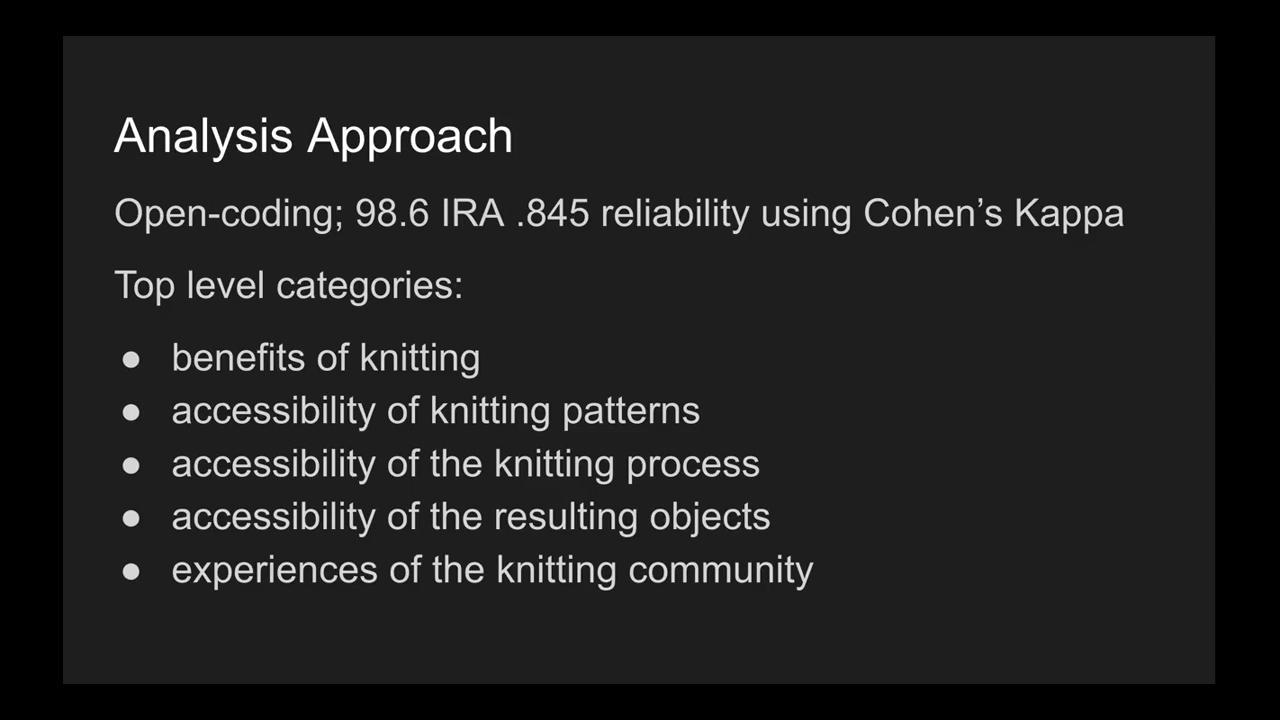 Analysis Approach
Open-coding; 98.6 IRA .845 reliability using Cohen’s Kappa
Top level categories:
● benefits of knitting
● accessibility of knitting patterns
● accessibility of the knitting process
● accessibility of the resulting objects
● experiences of the knitting community